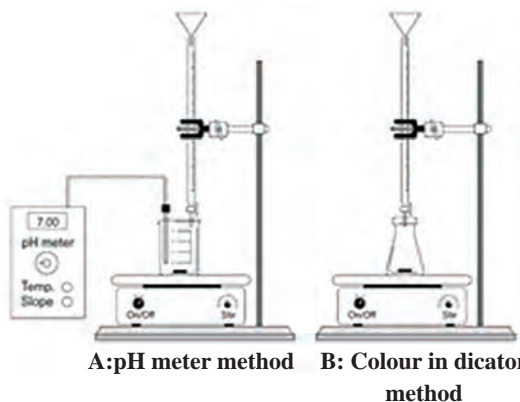 7.00
pH meter
Temp.
Slope
On/Off
Stir
On/Off
Stir
A:pH meter method
B: Colour in dicator
method